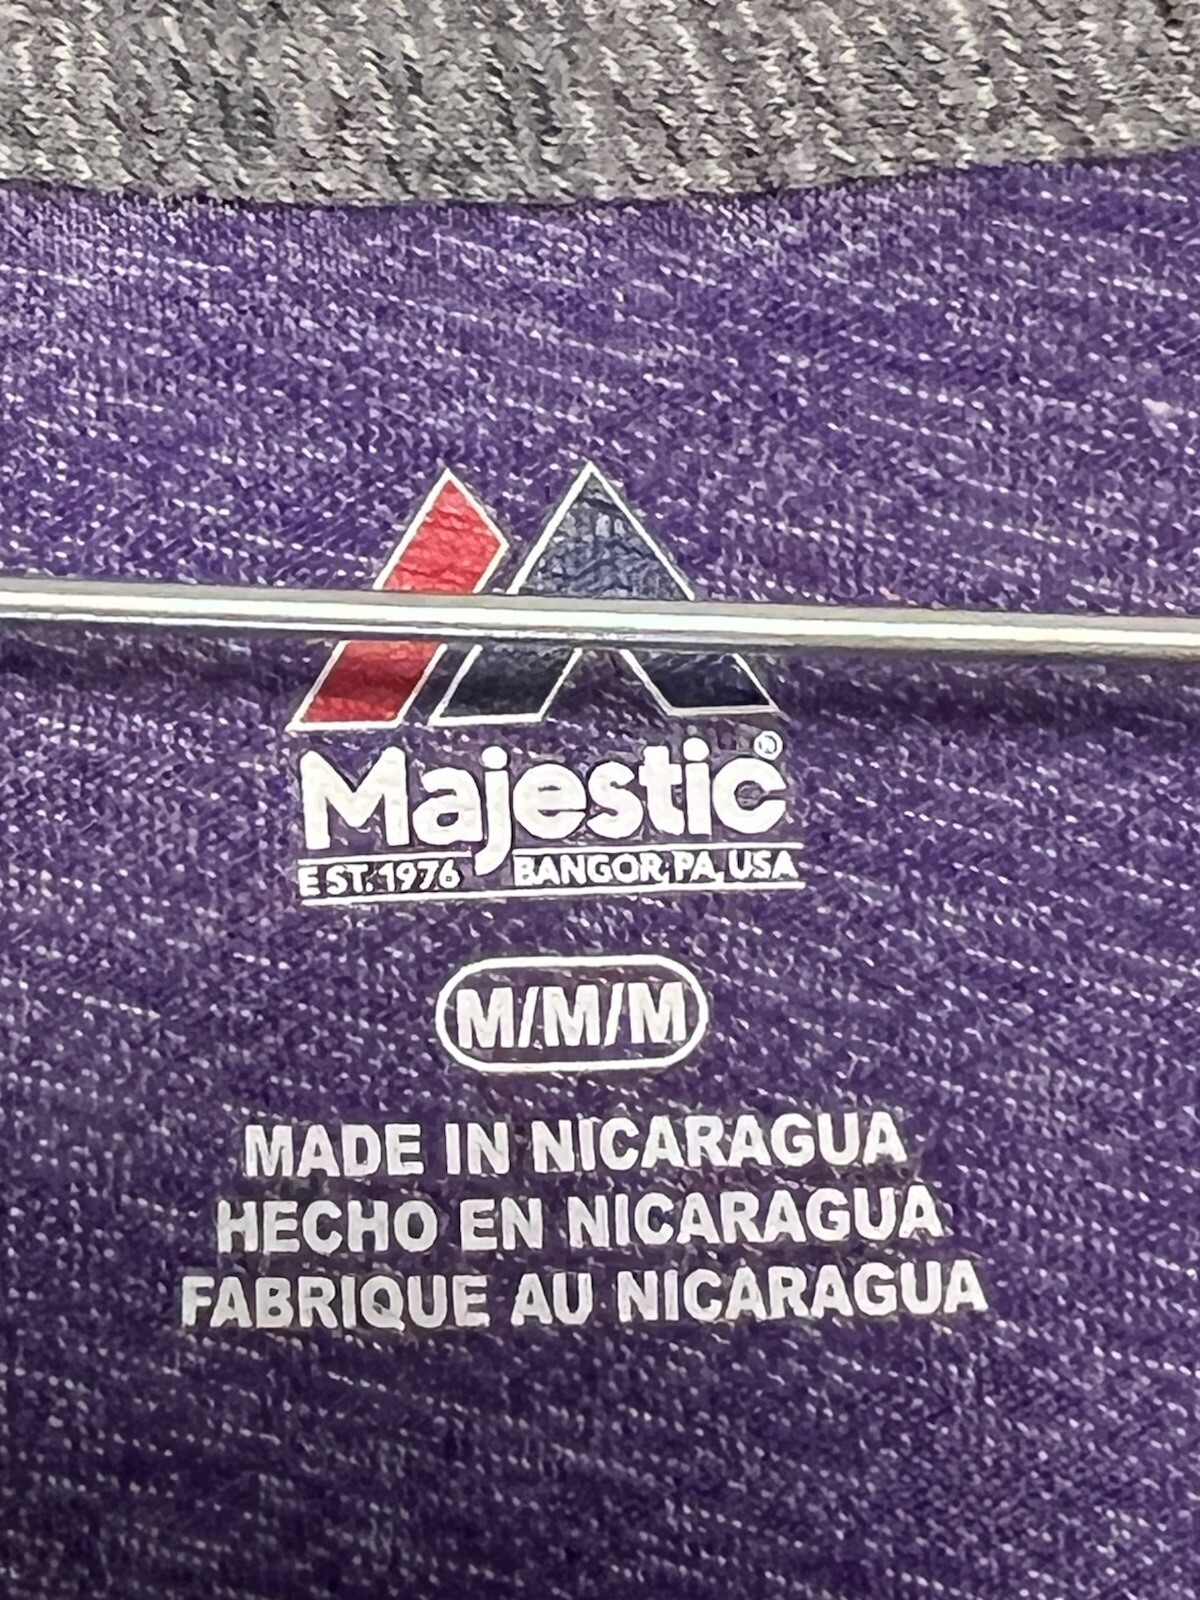 Majestic®
EST. 1976 BANGOR, PA, USA
M/M/M
MADE IN NICARAGUA
HECHO EN NICARAGUA
FABRIQUE AU NICARAGUA